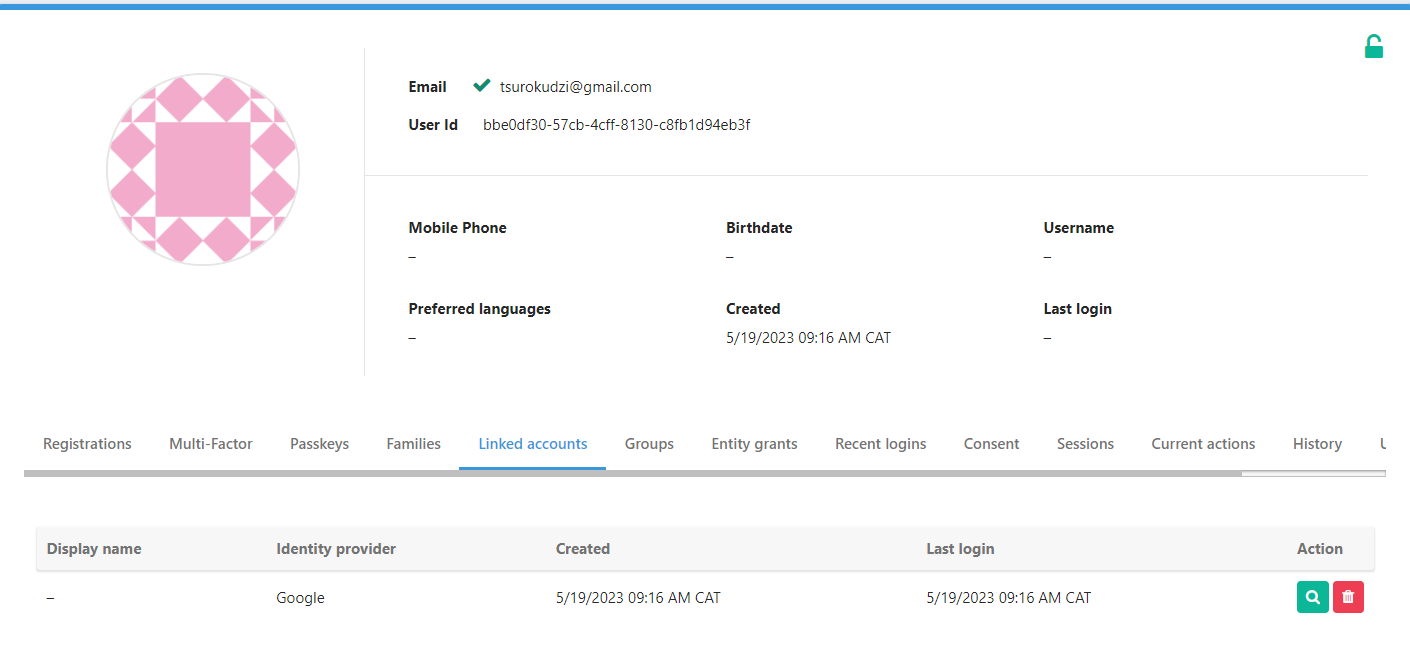 Email tsurokudzi@gmail.com
User Id bbe0df30-57cb-4cff-8130-c8fb1d94eb3f
Mobile Phone Birthdate Username
– – –
Preferred languages Created Last login
– 5/19/2023 09:16 AM CAT –
Registrations Multi-Factor Passkeys Families Linked accounts Groups Entity grants Recent logins Consent Sessions Current actions History
Display name Identity provider Created Last login Action
– Google 5/19/2023 09:16 AM CAT 5/19/2023 09:16 AM CAT